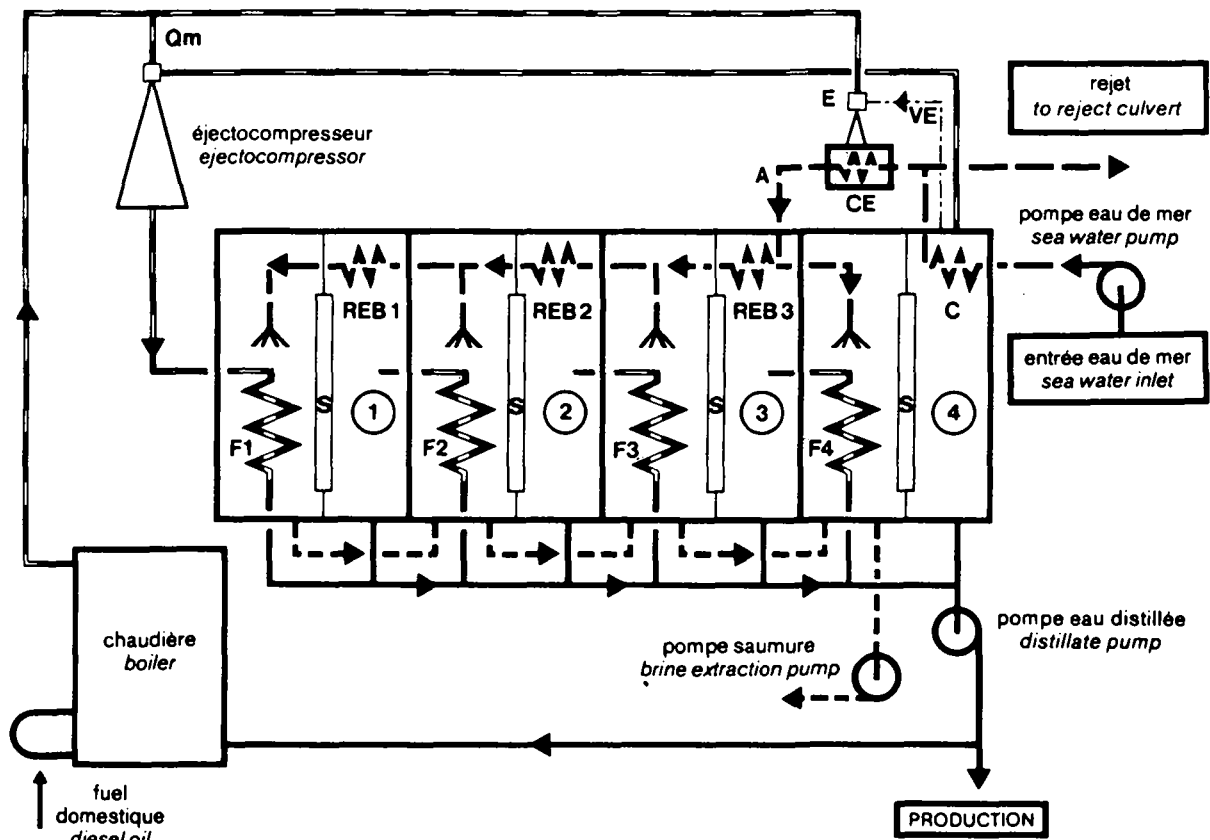 Qm
éjectocompresseur
ejectocompressor
E
VE
A
CE
rejet
to reject culvert
pompe eau de mer
sea water pump
entrée eau de mer
sea water inlet
REB 1
REB 2
REB 3
C
S
S
S
S
1
2
3
4
F1
F2
F3
F4
chaudière
boiler
pompe saumure
brine extraction pump
pompe eau distillée
distillate pump
fuel
domestique
diesel oil
PRODUCTION